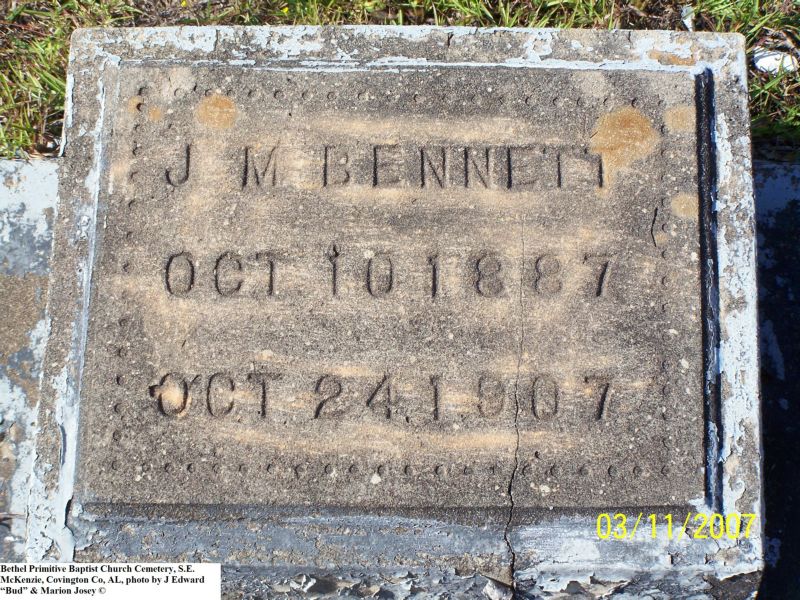 J M BENNETT
OCT 10 1887
OCT 24 1907
03/11/2007
Bethel Primitive Baptist Church Cemetery, S.E.
McKenzie, Covington Co, AL, photo by J Edward
“Bud” & Marion Josey ©